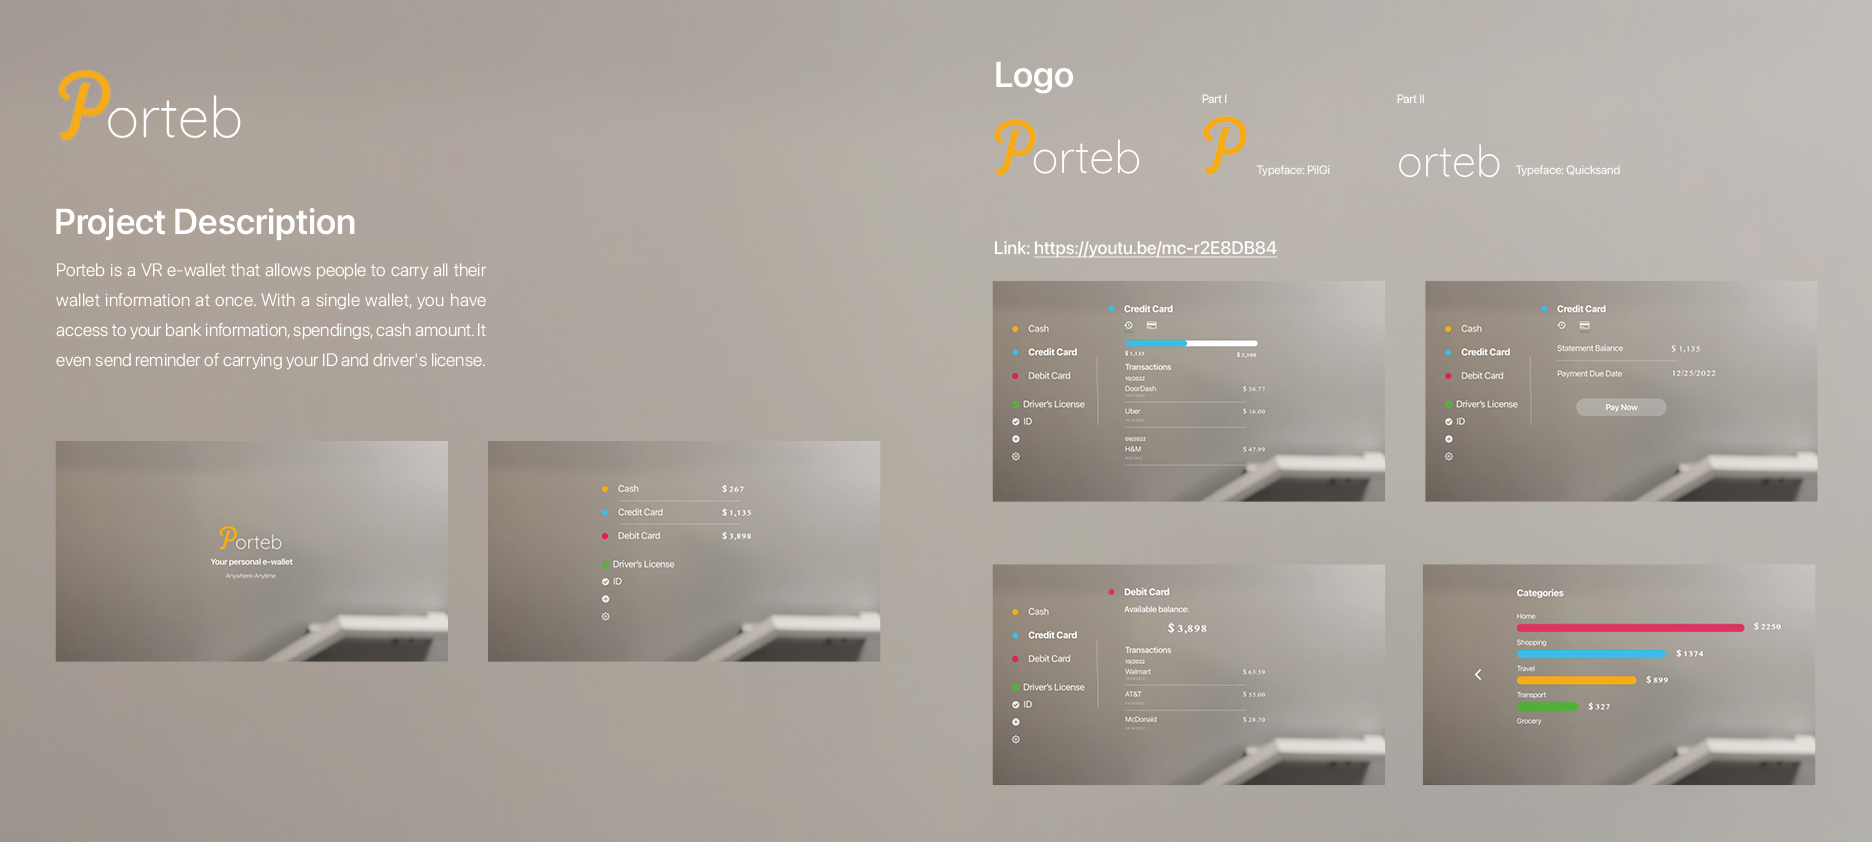 Porteb
Project Description
Porteb is a VR e-wallet that allows people to carry all their
wallet information at once. With a single wallet, you have
access to your bank information, spendings, cash amount. It
even send reminder of carrying your ID and driver's license.
Porteb
Your personal e-wallet
Anywhere-Anytime
Cash $ 267
Credit Card $ 1,135
Debit Card $ 3,898
Driver's License
ID
Logo
Part I
Part II
Porteb
P
Typeface: PilGi
orteb
Typeface: Quicksand
Link: https://youtu.be/mc-r2E8DB84
Cash
Credit Card
Debit Card
Driver's License
ID
Credit Card
$ 1,135 $ 2,500
Transactions
10/2022
DoorDash $ 36.77
Uber $ 16.00
09/2022
H&M $ 47.99
Cash
Credit Card
Debit Card
Driver's License
ID
Credit Card
Statement Balance $ 1,135
Payment Due Date 12/25/2022
Pay Now
Cash
Credit Card
Debit Card
Driver's License
ID
Debit Card
Available balance:
$ 3,898
Transactions
10/2022
Walmart $ 63.59
AT&T $ 55.00
McDonald $ 28.70
Categories
Home
$ 2250
Shopping
$ 1374
Travel
$ 899
Transport
$ 327
Grocery